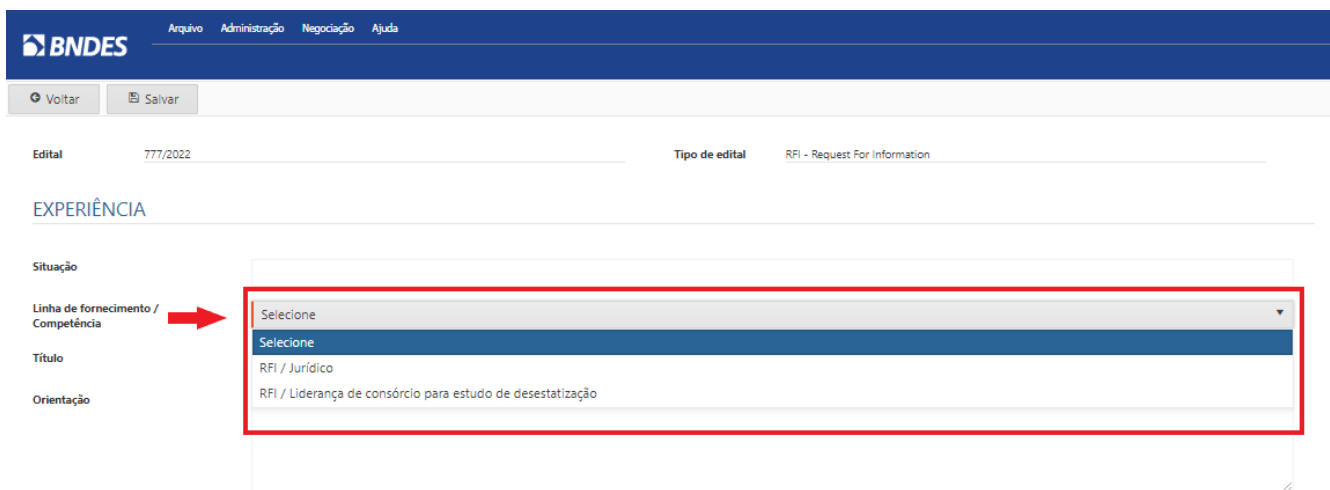 BNDES
Arquivo Administração Negociação Ajuda
Voltar Salvar
Edital 777/2022 Tipo de edital RFI - Request For Information
EXPERIÊNCIA
Situação
Linha de fornecimento /
Competência
Selecione
Selecione
RFI / Jurídico
RFI / Liderança de consórcio para estudo de desestatização
Título
Orientação